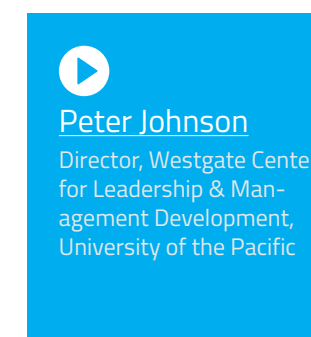 Peter Johnson
Director, Westgate Cente
for Leadership & Man-
agement Development,
University of the Pacific